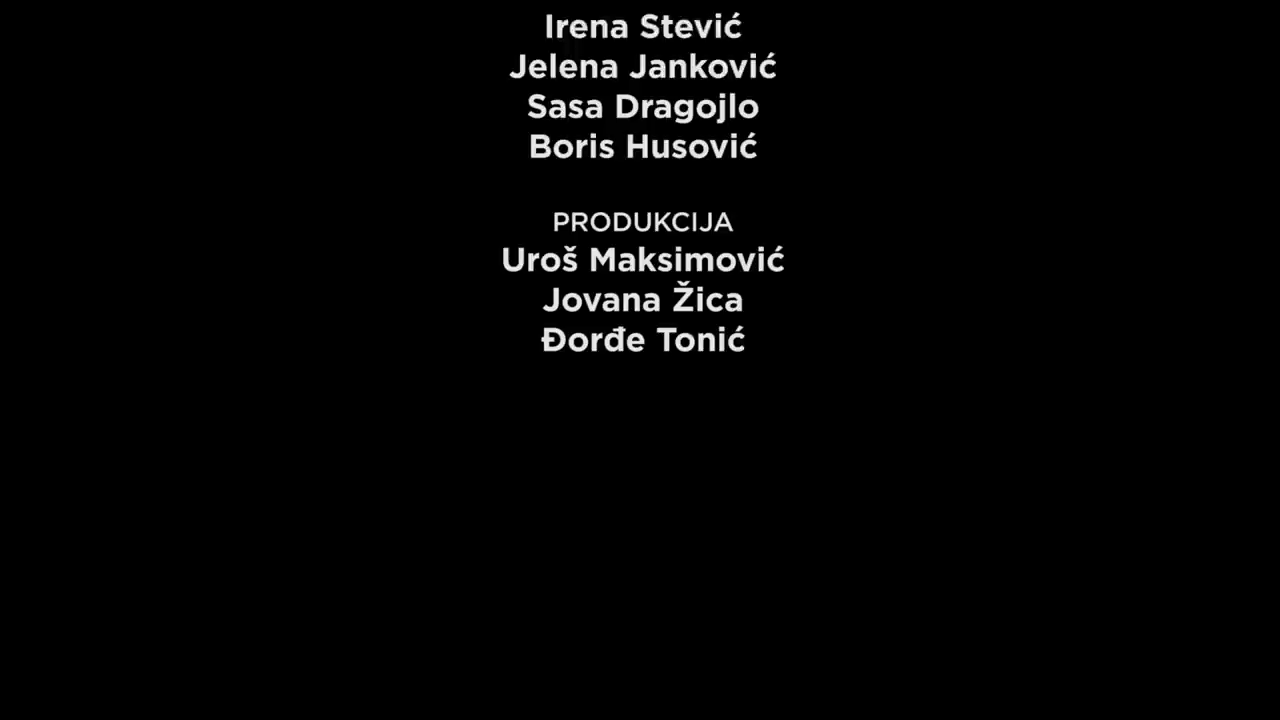 Irena Stević
Jelena Janković
Sasa Dragojlo
Boris Husović
PRODUKCIJA
Uroš Maksimović
Jovana Žica
Đorđe Tonić